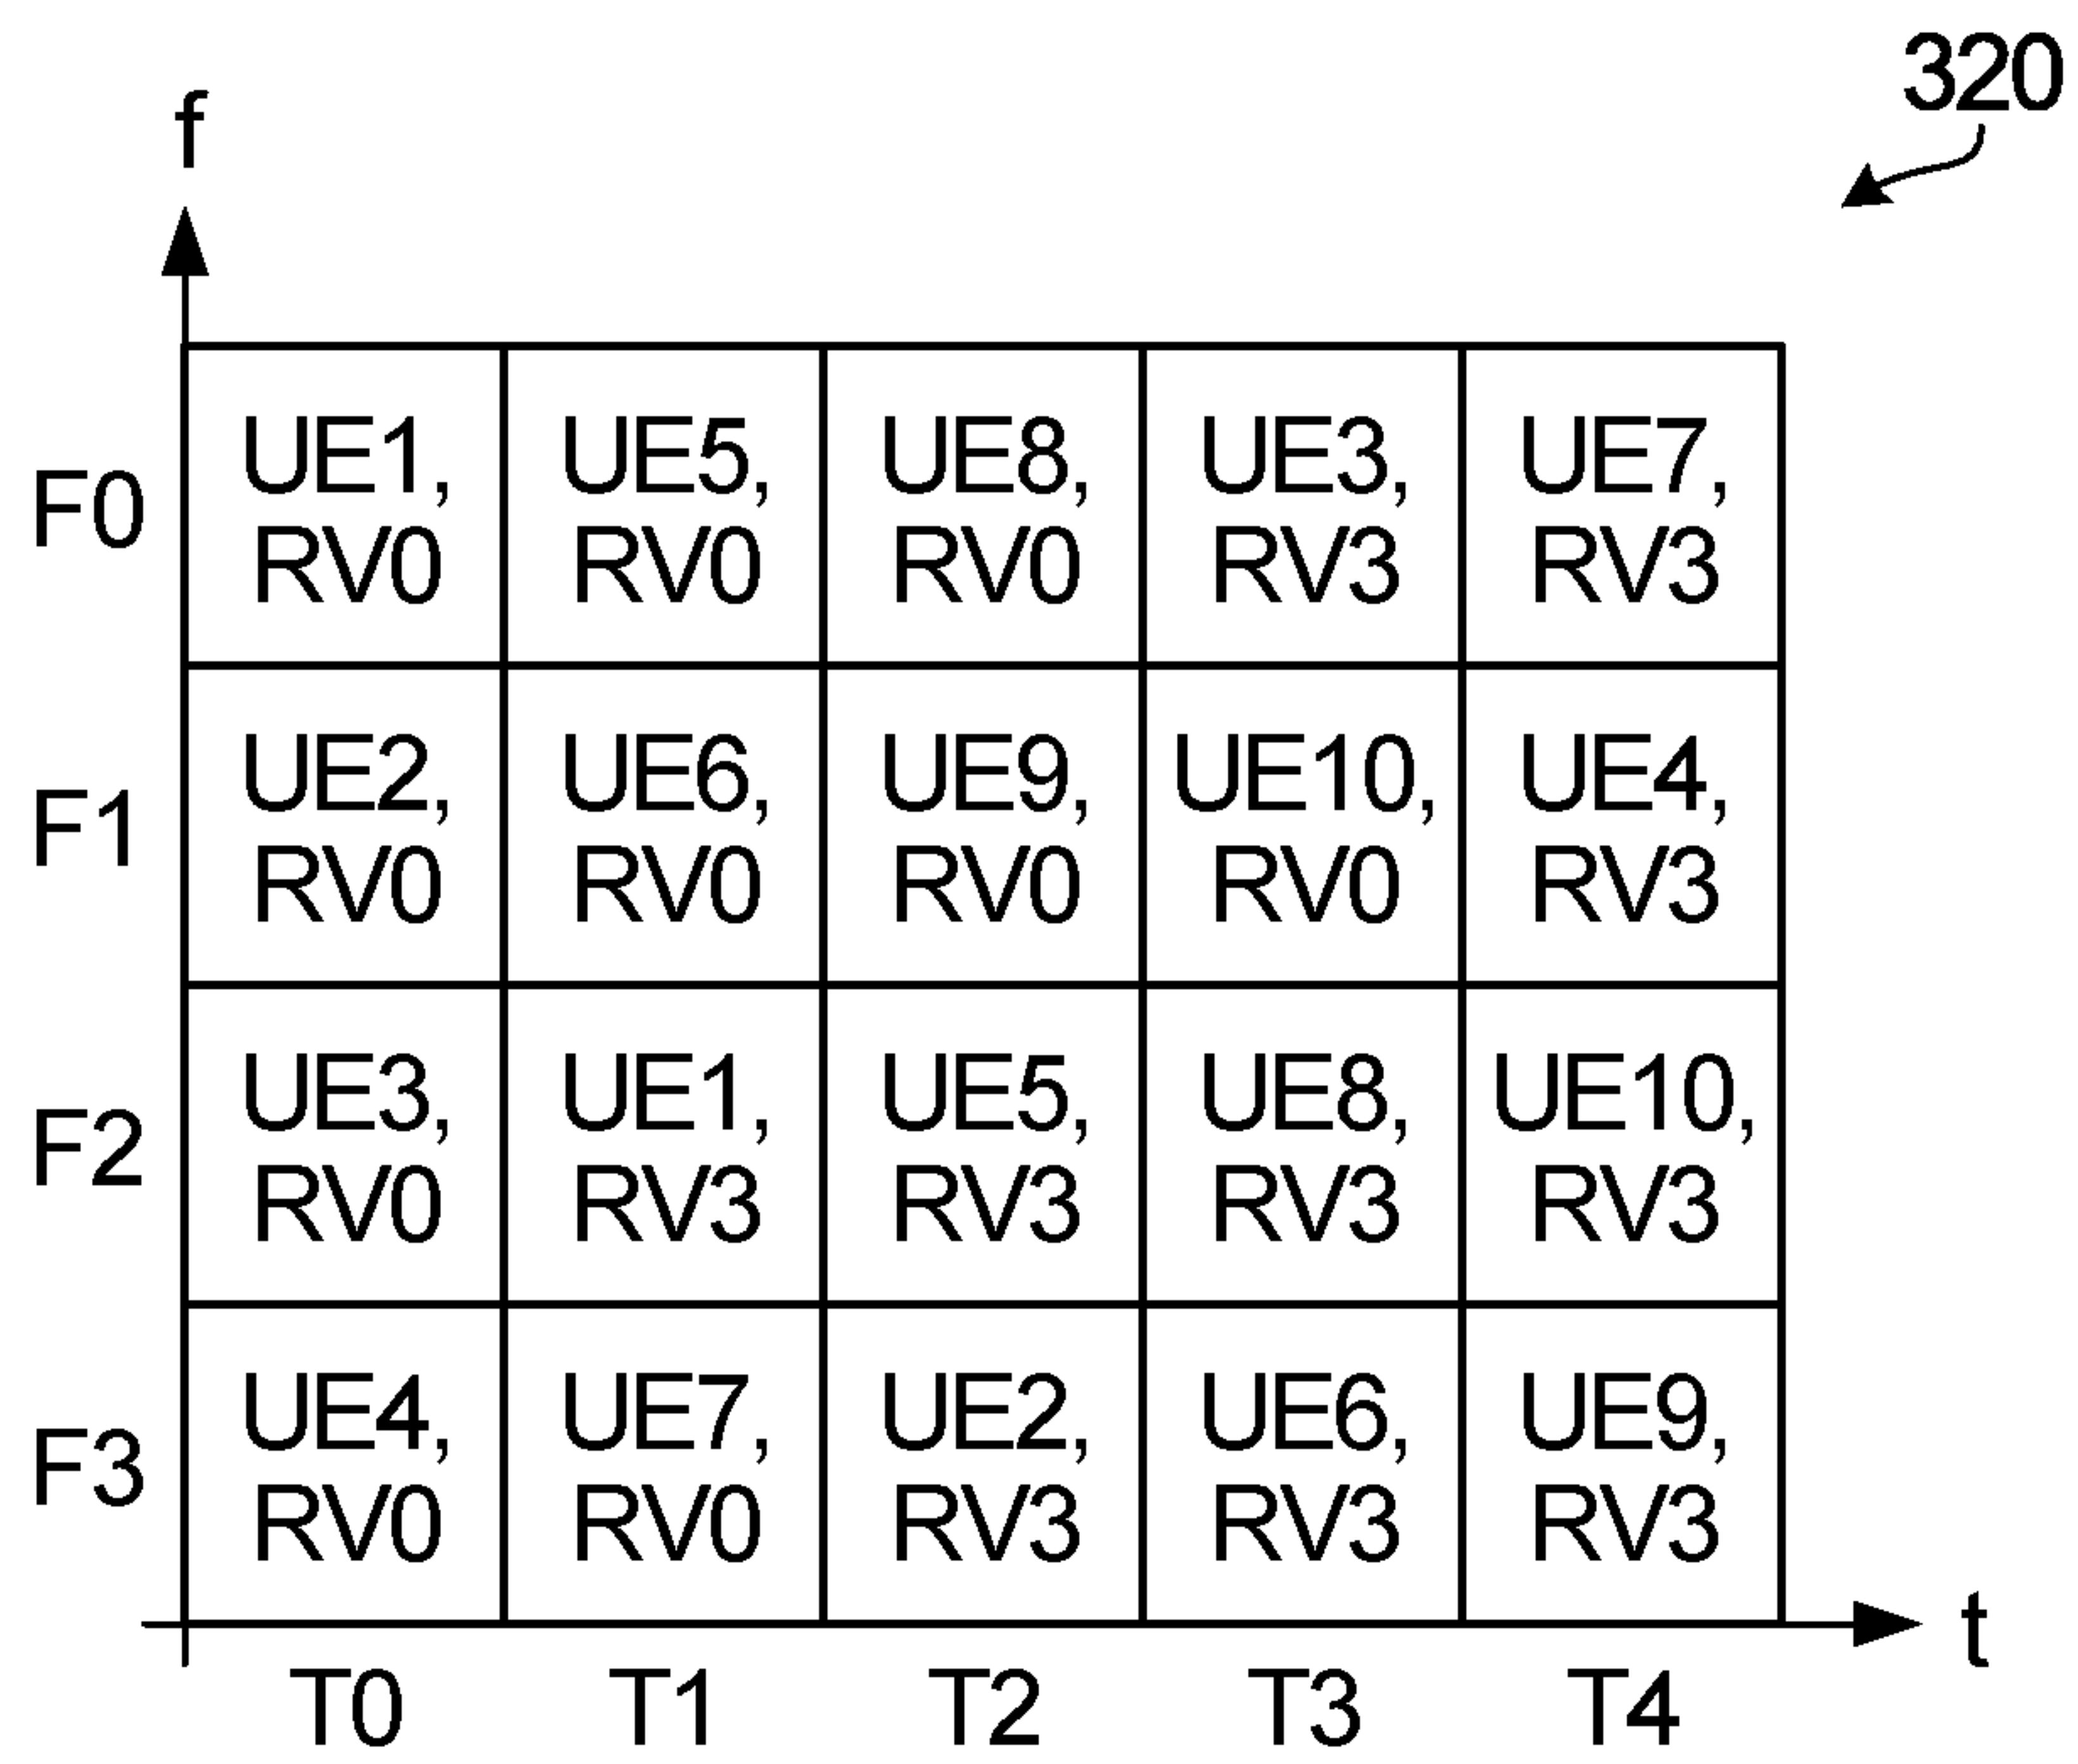 320
f
F0
UE1, UE5, UE8, UE3, UE7,
RV0 RV0 RV0 RV3 RV3
F1
UE2, UE6, UE9, UE10, UE4,
RV0 RV0 RV0 RV0 RV3
F2
UE3, UE1, UE5, UE8, UE10,
RV0 RV3 RV3 RV3 RV3
F3
UE4, UE7, UE2, UE6, UE9,
RV0 RV0 RV3 RV3 RV3
t
T0 T1 T2 T3 T4